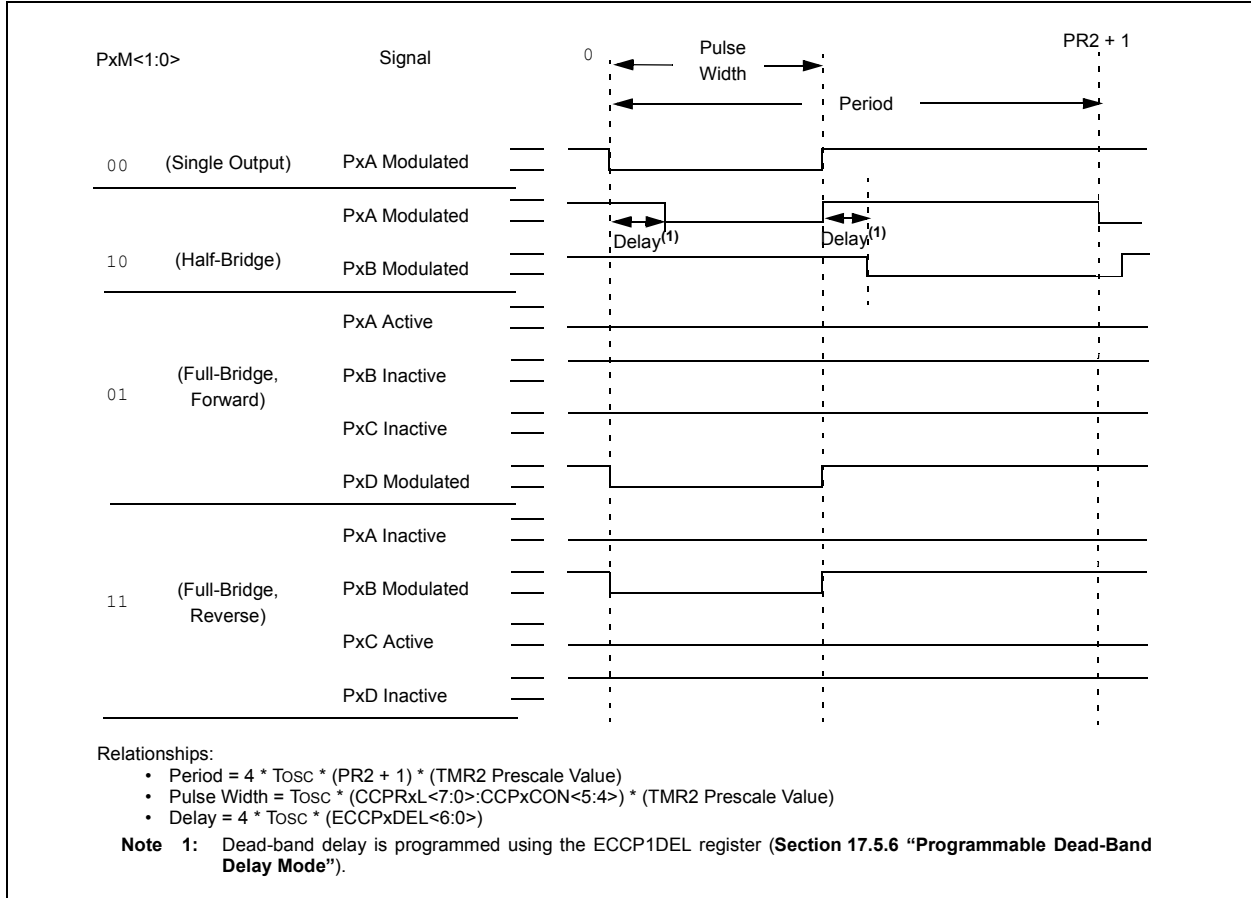 PxM<1:0> Signal 0 Pulse Width PR2 + 1
Period
00 (Single Output) PxA Modulated
PxA Modulated
Delay(1) Delay(1)
10 (Half-Bridge) PxB Modulated
PxA Active
01 (Full-Bridge, Forward) PxB Inactive
PxC Inactive
PxD Modulated
PxA Inactive
11 (Full-Bridge, Reverse) PxB Modulated
PxC Active
PxD Inactive
Relationships:
• Period = 4 * TOSC * (PR2 + 1) * (TMR2 Prescale Value)
• Pulse Width = TOSC * (CCPRxL<7:0>:CCPxCON<5:4>) * (TMR2 Prescale Value)
• Delay = 4 * TOSC * (ECCPxDEL<6:0>)
Note 1: Dead-band delay is programmed using the ECCP1DEL register (Section 17.5.6 “Programmable Dead-Band
Delay Mode”).